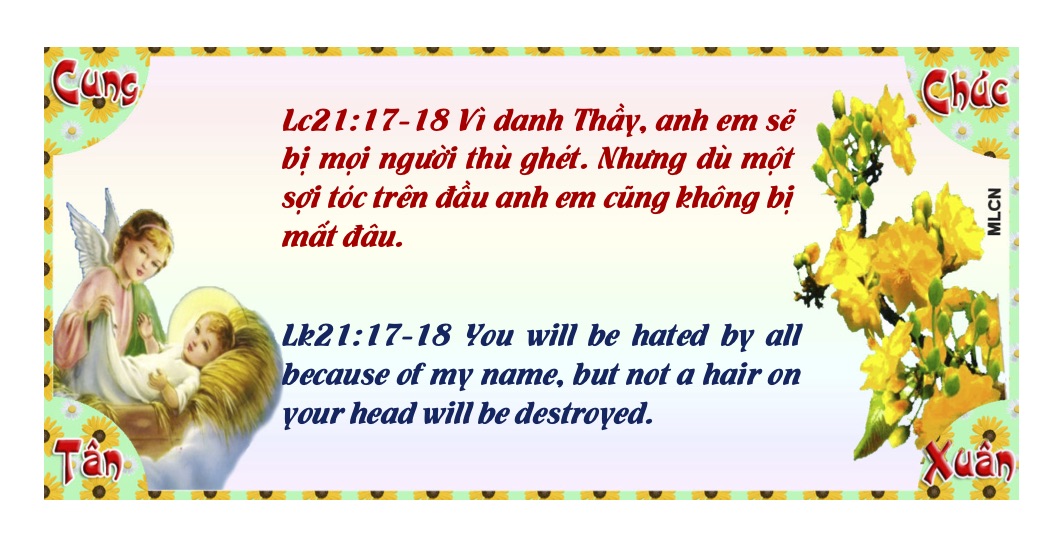 Cung
Chúc
Lc21:17-18 Vì danh Thầy, anh em sẽ
bị mọi người thù ghét. Nhưng dù một
sợi tóc trên đầu anh em cũng không bị
mất đâu.
MLCN
Lk21:17-18 You will be hated by all
because of my name, but not a hair on
your head will be destroyed.
Tân
Xuân